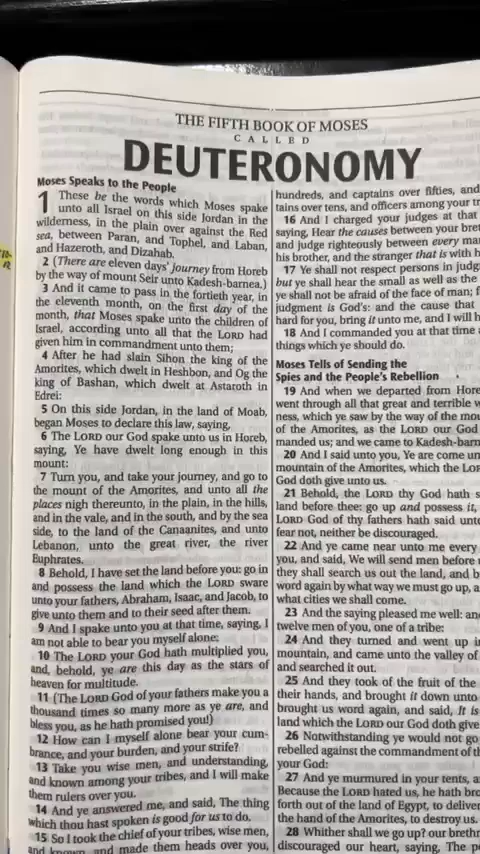 THE FIFTH BOOK OF MOSES
CALLED
DEUTERONOMY
Moses Speaks to the People
1 These be the words which Moses spake
unto all Israel on this side Jordan in the
wilderness, in the plain over against the Red
sea, between Paran, and Tophel, and Laban,
and Hazeroth, and Dizahab.
2 (There are eleven days' journey from Horeb
by the way of mount Seir unto Kadesh-barnea.)
3 And it came to pass in the fortieth year, in
the eleventh month, on the first day of the
month, that Moses spake unto the children of
Israel, according unto all that the LORD had
given him in commandment unto them;
4 After he had slain Sihon the king of the
Amorites, which dwelt in Heshbon, and Og the
king of Bashan, which dwelt at Astaroth in
Edrei:
5 On this side Jordan, in the land of Moab,
began Moses to declare this law, saying,
6 The LORD our God spake unto us in Horeb,
saying, Ye have dwelt long enough in this
mount:
7 Turn you, and take your journey, and go to
the mount of the Amorites, and unto all the
places nigh thereunto, in the plain, in the hills,
and in the vale, and in the south, and by the sea
side, to the land of the Canaanites, and unto
Lebanon, unto the great river, the river
Euphrates.
8 Behold, I have set the land before you: go in
and possess the land which the LORD sware
unto your fathers, Abraham, Isaac, and Jacob, to
give unto them and to their seed after them.
9 And I spake unto you at that time, saying, I
am not able to bear you myself alone:
10 The LORD your God hath multiplied you,
and, behold, ye are this day as the stars of
heaven for multitude.
11 (The LORD God of your fathers make you a
thousand times so many more as ye are, and
bless you, as he hath promised you!)
12 How can I myself alone bear your cum-
brance, and your burden, and your strife?
13 Take you wise men, and understanding,
and known among your tribes, and I will make
them rulers over you.
14 And ye answered me, and said, The thing
which thou hast spoken is good for us to do.
15 So I took the chief of your tribes, wise men,
and known, and made them heads over you,
hundreds, and captains over fifties, and
tains over tens, and officers among your
16 And I charged your judges at that
saying, Hear the causes between your
and judge righteously between every
his brother, and the stranger that is with
17 Ye shall not respect persons in
but ye shall hear the small as well as the
ye shall not be afraid of the face of man;
judgment is God's: and the cause that
hard for you, bring it unto me, and I will
18 And I commanded you at that time
things which ye should do.
Moses Tells of Sending the
Spies and the People's Rebellion
19 And when we departed from
went through all that great and terrible
ness, which ye saw by the way of the
of the Amorites, as the LORD our God
manded us; and we came to
20 And I said unto you, Ye are come
mountain of the Amorites, which the
God doth give unto us.
21 Behold, the LORD thy God hath
land before thee: go up and possess it,
LORD God of thy fathers hath said
fear not, neither be discouraged.
22 And ye came near unto me every
you, and said, We will send men before
they shall search us out the land, and
word again by what way we must go up,
what cities we shall come.
23 And the saying pleased me well:
twelve men of you, one of a tribe:
24 And they turned and went up
mountain, and came unto the valley of
and searched it out.
25 And they took of the fruit of the
their hands, and brought it down unto
brought us word again, and said, It is
land which the LORD our God doth give
26 Notwithstanding ye would not go
rebelled against the commandment of
your God:
27 And ye murmured in your tents,
Because the LORD hated us, he hath
forth out of the land of Egypt, to deliver
the hand of the Amorites, to destroy us.
28 Whither shall we go up? our
discouraged our heart, saying, The